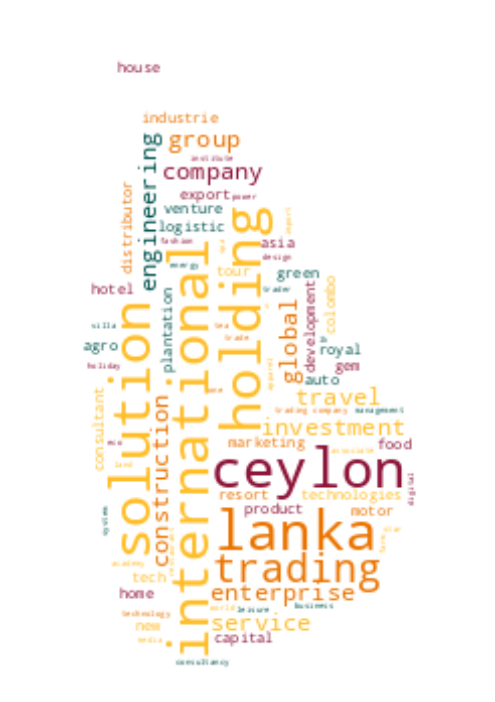 house
industrie
engineering
group
institute
company
distributor
export
power
venture
holding
export
logistic
fashion
asia
international
spa
design
energy
tour
green
hotel
trader
development
colombo
plantation
solution
global
villa
tea
trade
agro
royal
holiday
gem
auto
apparel
consultant
travel
construction
trading company
management
investment
eco
marketing
food
associate
ceylon
land
digital
resort
technologies
system
product
motor
lanka
star
restaurant
farm
academy
trading
tech
home
enterprise
technology
world
leisure
business
new
service
media
capital
consultancy